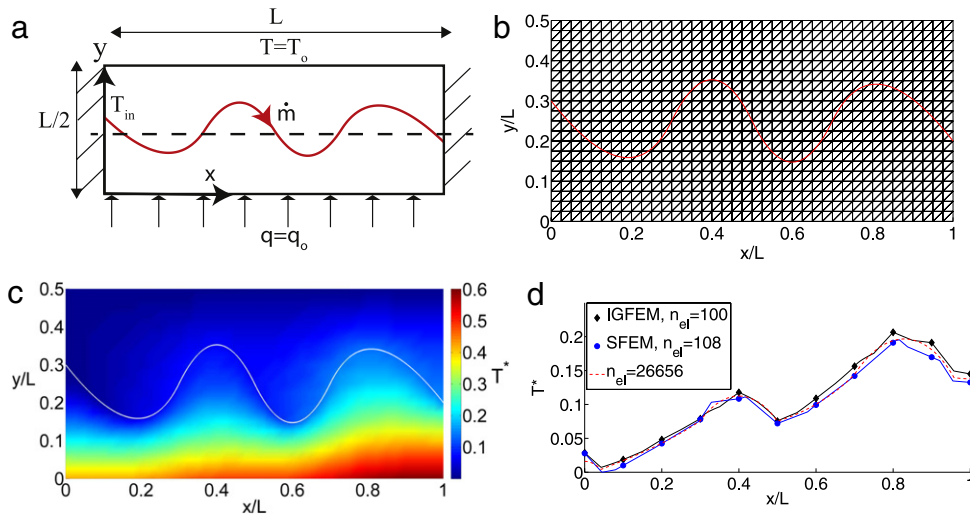 a
L
T=T_o
y
T_in
ṁ
L/2
x
q=q_o
b
0.5
0.4
0.3
0.2
0.1
0
y/L
0 0.2 0.4 0.6 0.8 1
x/L
c
0.5
0.4
0.3
0.2
0.1
0
y/L
0 0.2 0.4 0.6 0.8 1
x/L
0.6
0.5
0.4
0.3
0.2
0.1
T*
d
IGFEM, n_el=100
SFEM, n_el=108
n_el=26656
0.2
0.15
0.1
0.05
0
T*
0 0.2 0.4 0.6 0.8 1
x/L